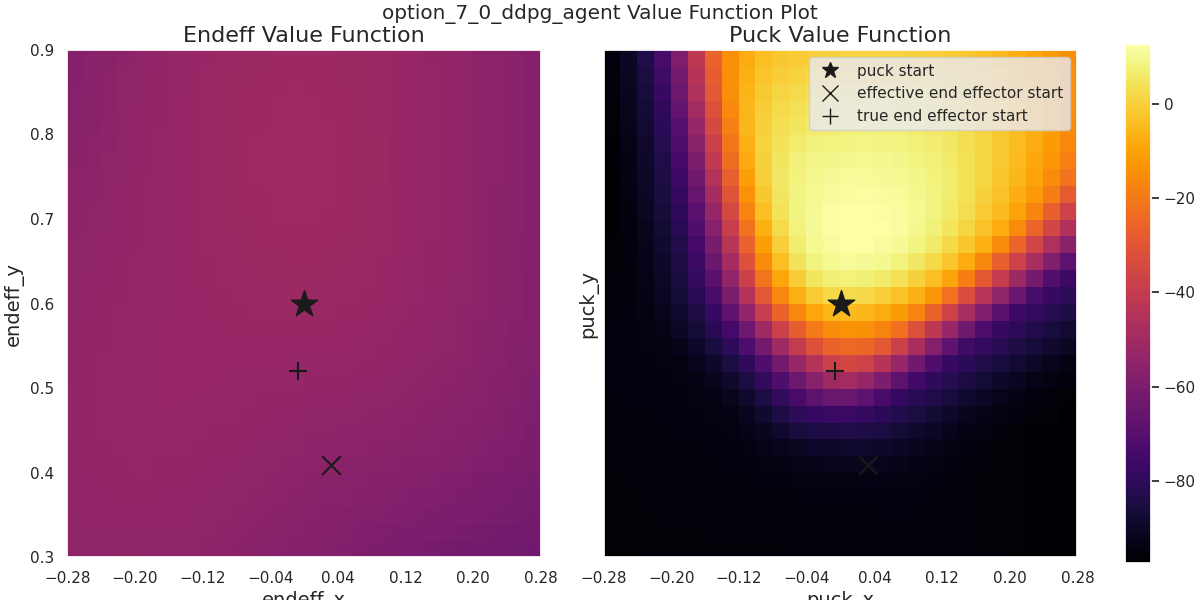 option_7_0_ddpg_agent Value Function Plot
Endeff Value Function
Puck Value Function
0.9
0.8
0.7
0.6
0.5
0.4
0.3
endeff_y
−0.28 −0.20 −0.12 −0.04 0.04 0.12 0.20 0.28
endeff_x
puck_y
puck start
effective end effector start
true end effector start
−0.28 −0.20 −0.12 −0.04 0.04 0.12 0.20 0.28
puck_x
0
−20
−40
−60
−80